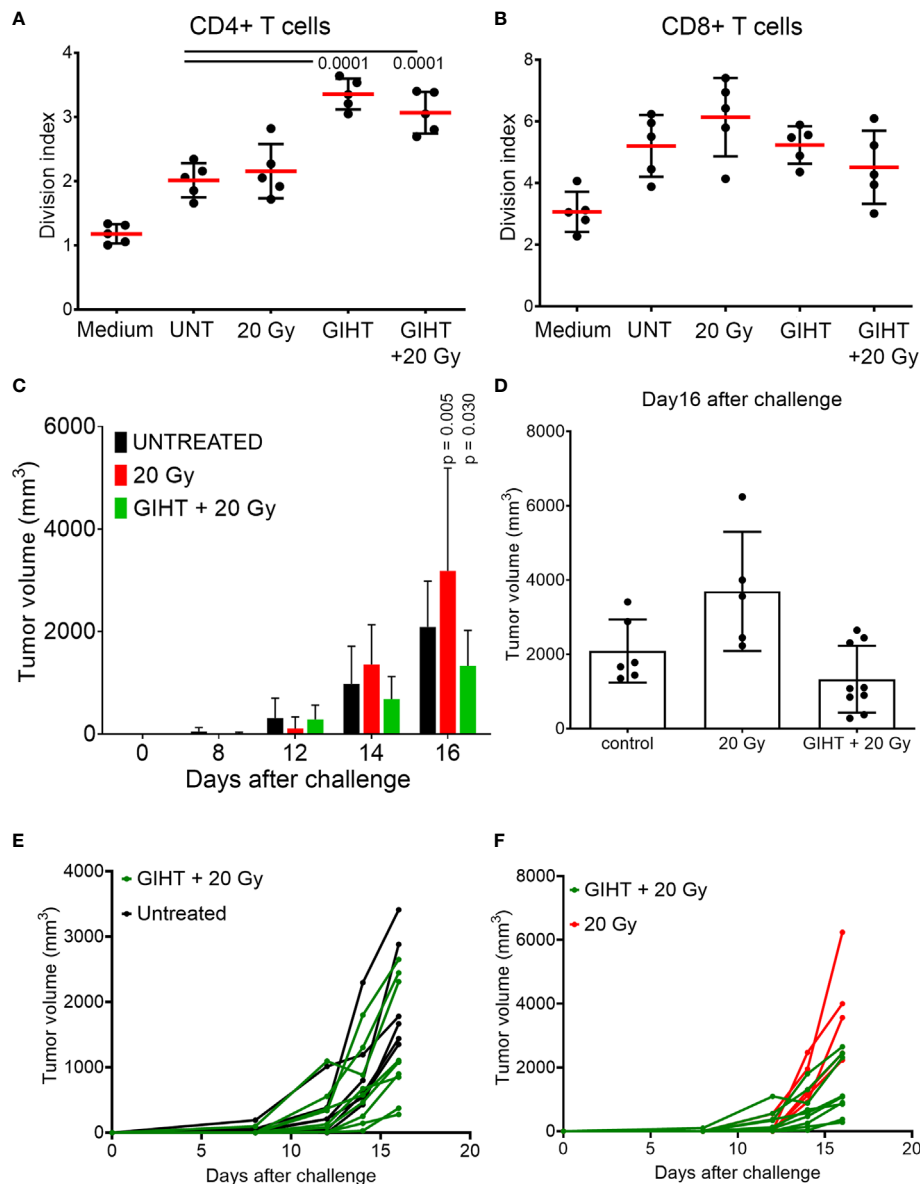 A
CD4+ T cells
0.0001 0.0001
Division index
4
3
2
1
0
Medium UNT 20 Gy GIHT GIHT
+20 Gy
B
CD8+ T cells
Division index
8
6
4
2
0
Medium UNT 20 Gy GIHT GIHT
+20 Gy
C
p = 0.005
p = 0.030
UNTREATED
20 Gy
GIHT + 20 Gy
Tumor volume (mm³)
6000
4000
2000
0
0 8 12 14 16
Days after challenge
D
Day16 after challenge
Tumor volume (mm³)
8000
6000
4000
2000
0
control 20 Gy GIHT + 20 Gy
E
GIHT + 20 Gy
Untreated
Tumor volume (mm³)
4000
3000
2000
1000
0
0 5 10 15 20
Days after challenge
F
GIHT + 20 Gy
20 Gy
Tumor volume (mm³)
8000
6000
4000
2000
0
0 5 10 15 20
Days after challenge